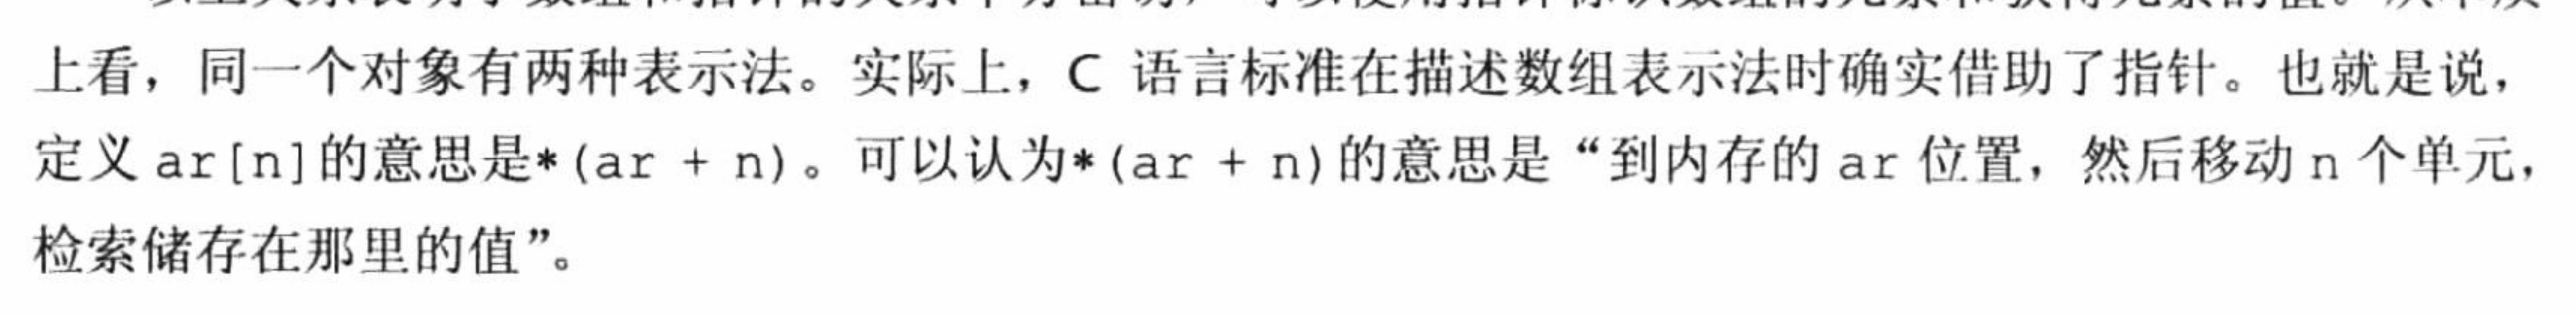 上看，同一个对象有两种表示法。实际上，C 语言标准在描述数组表示法时确实借助了指针。也就是说，
定义 ar[n]的意思是*(ar + n)。可以认为*(ar + n)的意思是“到内存的 ar 位置，然后移动 n 个单元，
检索储存在那里的值”。